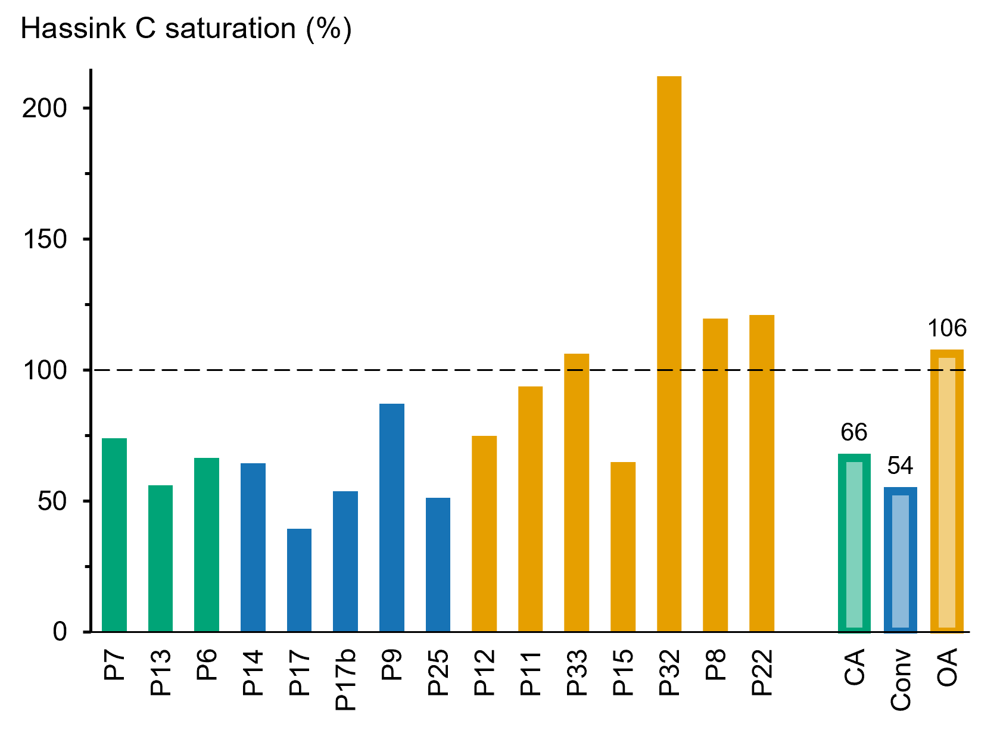 Hassink C saturation (%)
200
150
100
50
0
106
66
54
P7
P13
P6
P14
P17
P17b
P9
P25
P12
P11
P33
P15
P32
P8
P22
CA
Conv
OA